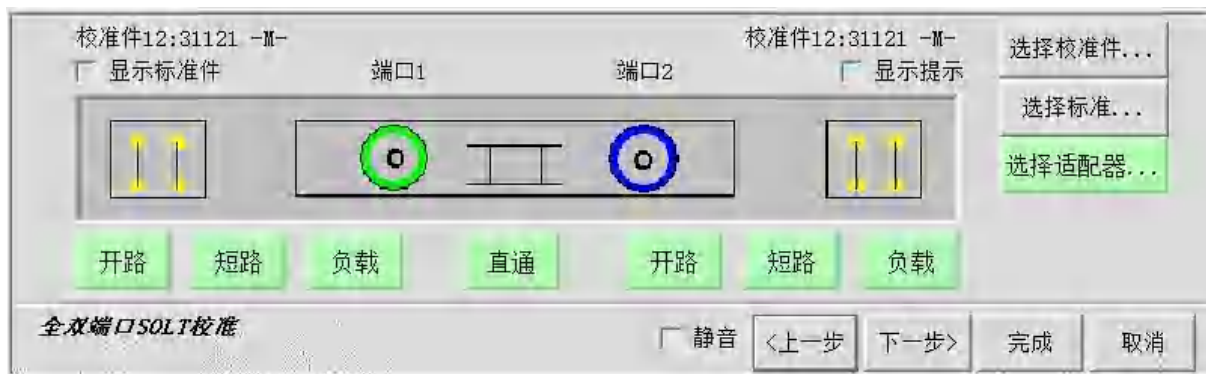 校准件12:31121 -M-
校准件12:31121 -M-
选择校准件...
显示标准件
端口1
端口2
显示提示
选择标准...
选择适配器...
开路
短路
负载
直通
开路
短路
负载
全双端口SOLT校准
静音
<上一步
下一步>
完成
取消